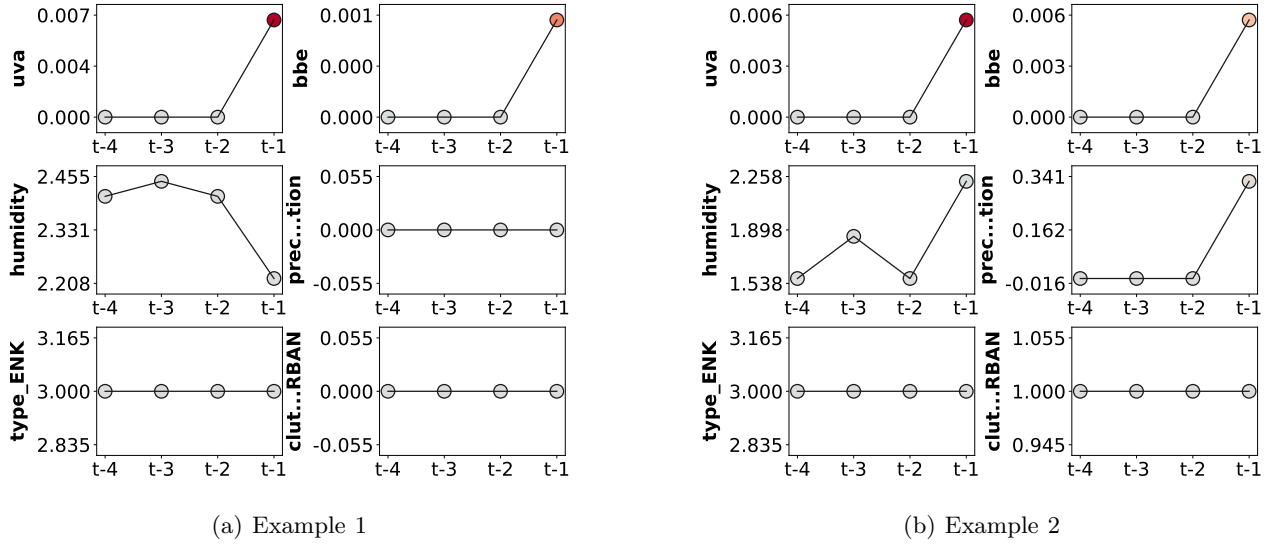 0.007
0.004
0.000
uva
t-4 t-3 t-2 t-1
0.001
0.000
0.000
bbe
t-4 t-3 t-2 t-1
2.455
2.331
2.208
humidity
t-4 t-3 t-2 t-1
0.055
0.000
-0.055
prec...tion
t-4 t-3 t-2 t-1
3.165
3.000
2.835
type_ENK
t-4 t-3 t-2 t-1
0.055
0.000
-0.055
clut...RBAN
t-4 t-3 t-2 t-1
(a) Example 1
0.006
0.003
0.000
uva
t-4 t-3 t-2 t-1
0.006
0.003
0.000
bbe
t-4 t-3 t-2 t-1
2.258
1.898
1.538
humidity
t-4 t-3 t-2 t-1
0.341
0.162
-0.016
prec...tion
t-4 t-3 t-2 t-1
3.165
3.000
2.835
type_ENK
t-4 t-3 t-2 t-1
1.055
1.000
0.945
clut...RBAN
t-4 t-3 t-2 t-1
(b) Example 2